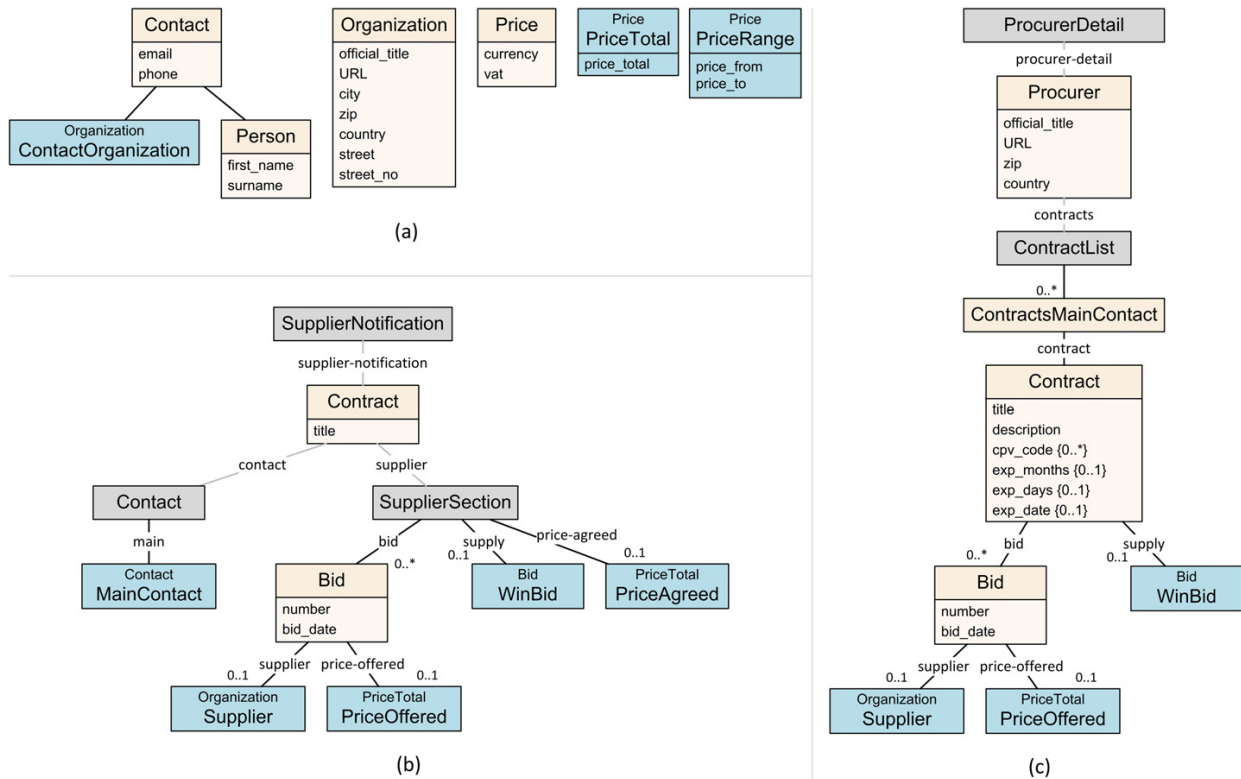 Contact
email
phone
Organization
ContactOrganization
Person
first_name
surname
Organization
official_title
URL
city
zip
country
street
street_no
Price
currency
vat
Price
PriceTotal
price_total
Price
PriceRange
price_from
price_to
(a)
SupplierNotification
supplier-notification
Contract
title
contact
supplier
Contact
SupplierSection
main
bid
supply
price-agreed
0..*
0..1
0..1
Contact
MainContact
Bid
number
bid_date
Bid
WinBid
PriceTotal
PriceAgreed
supplier
price-offered
0..1
0..1
Organization
Supplier
PriceTotal
PriceOffered
(b)
ProcurerDetail
procurer-detail
Procurer
official_title
URL
zip
country
contracts
ContractList
0..*
ContractsMainContact
contract
Contract
title
description
cpv_code {0..*}
exp_months {0..1}
exp_days {0..1}
exp_date {0..1}
bid
supply
0..*
0..1
Bid
number
bid_date
Bid
WinBid
supplier
price-offered
0..1
0..1
Organization
Supplier
PriceTotal
PriceOffered
(c)